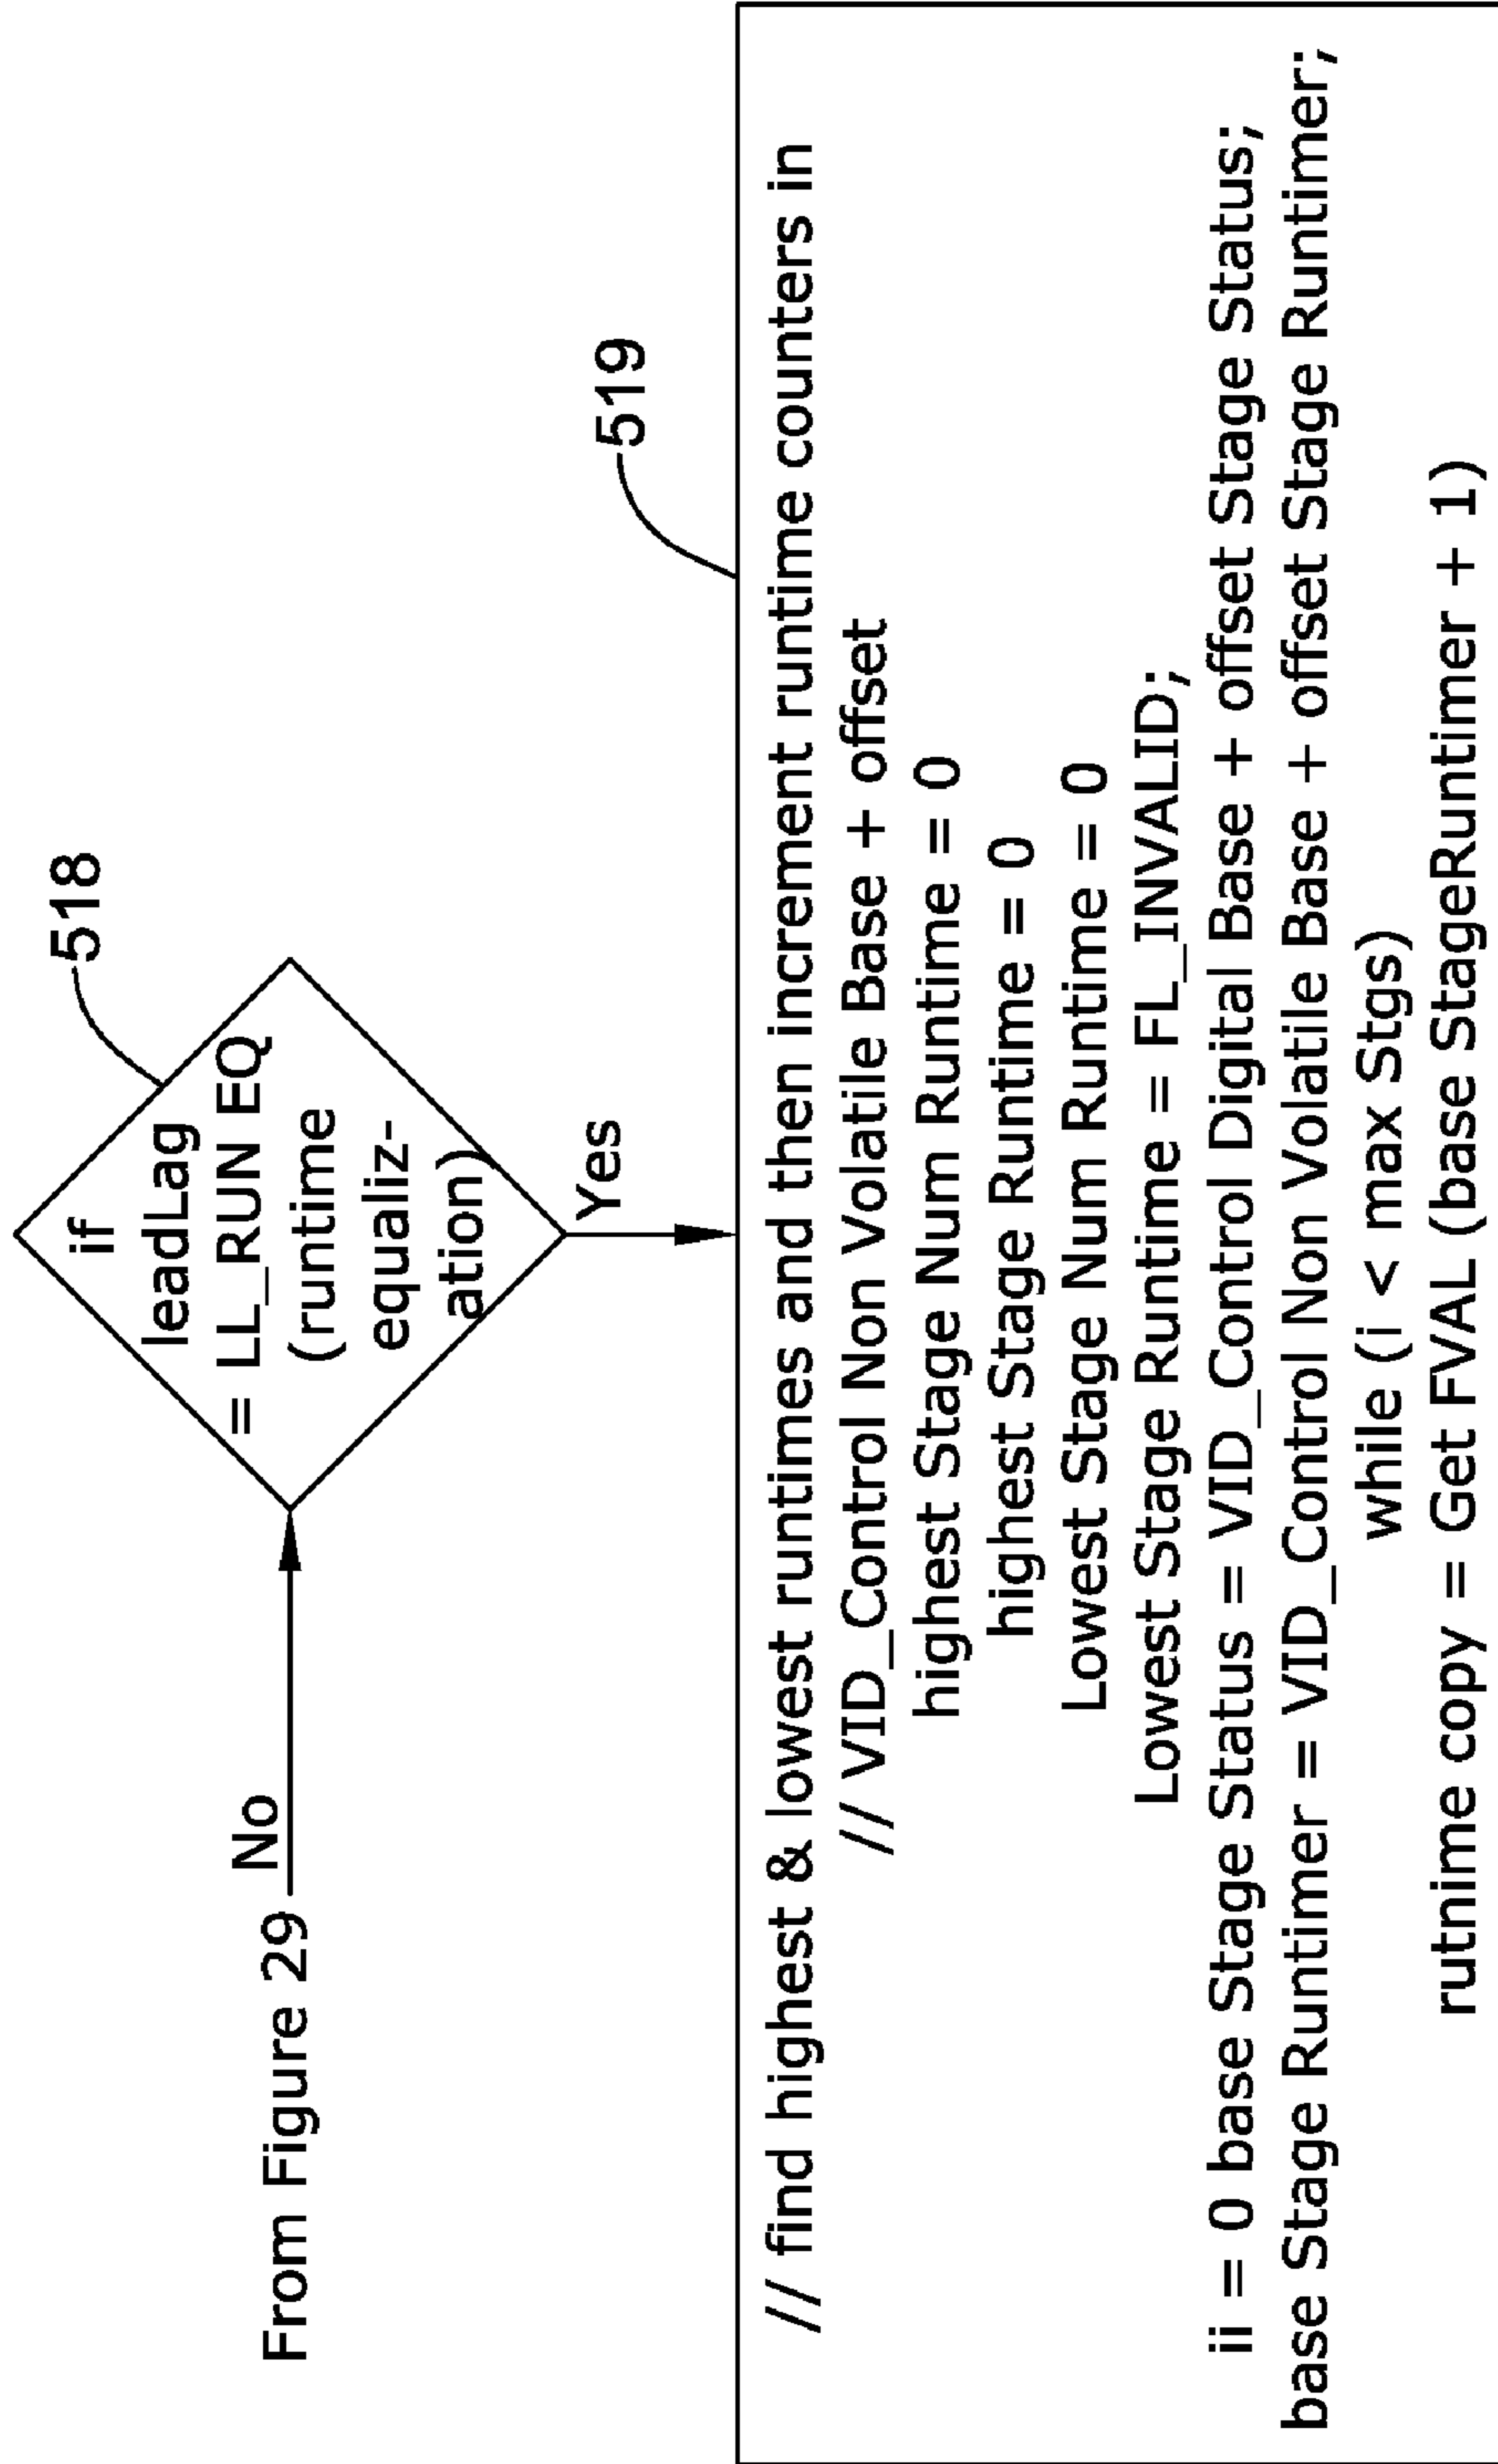 From Figure 29
No
if
leadLag
= LL_RUN EQ
(runtime
equaliz-
ation)
518
Yes
519
// find highest & lowest runtimes and then increment runtime counters in
// VID_Control Non Volatile Base + offset
highest Stage Num Runtime = 0
highest Stage Runtime = 0
Lowest Stage Num Runtime = 0
Lowest Stage Runtime = FL_INVALID;
ii = 0 base Stage Status = VID_Control Digital Base + offset Stage Status;
base Stage Runtimer = VID_Control Non Volatile Base + offset Stage Runtimer;
while (i < max Stgs)
rutnime copy = Get FVAL (base StageRuntimer + 1)